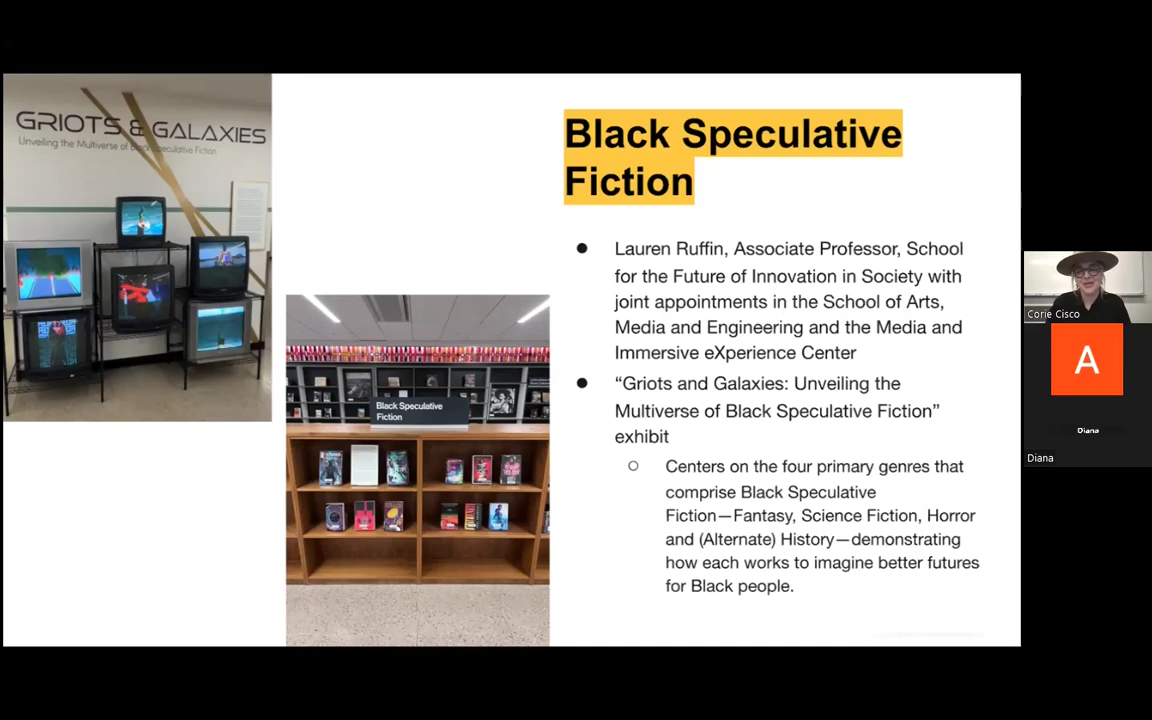 GRIOTS & GALAXIES
Unveiling the Multiverse of Black Speculative Fiction
Black Speculative
Fiction
Black Speculative
Fiction
● Lauren Ruffin, Associate Professor, School
for the Future of Innovation in Society with
joint appointments in the School of Arts,
Media and Engineering and the Media and
Immersive eXperience Center
● “Griots and Galaxies: Unveiling the
Multiverse of Black Speculative Fiction”
exhibit
○ Centers on the four primary genres that
comprise Black Speculative
Fiction—Fantasy, Science Fiction, Horror
and (Alternate) History—demonstrating
how each works to imagine better futures
for Black people.
Corie Cisco
A
Diana
Diana